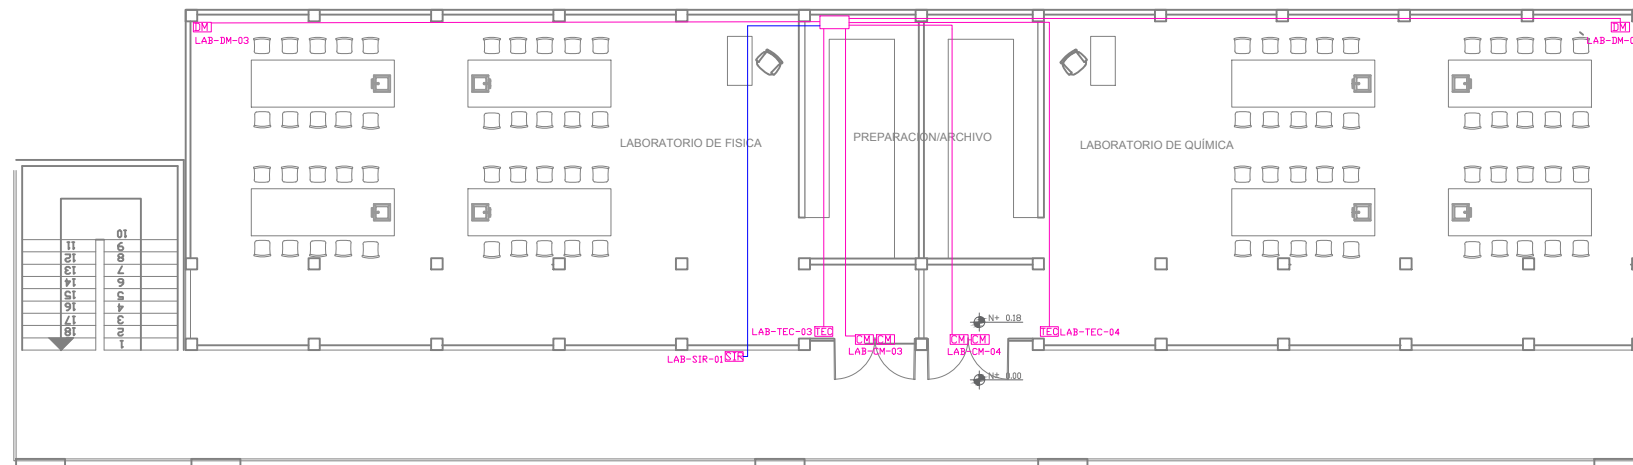 DM
DM
LAB-DM-03
LAB-DM-0
LABORATORIO DE FISICA
PREPARACIÓN/ARCHIVO
LABORATORIO DE QUÍMICA
10
11
9
12
8
13
7
14
6
15
5
16
4
17
3
18
2
1
N+ 0.18
LAB-TEC-03 TEC
TEC LAB-TEC-04
CM CM
CM CM
LAB-CM-03
LAB-CM-04
LAB-SIR-01 SIR
N+ 0.00